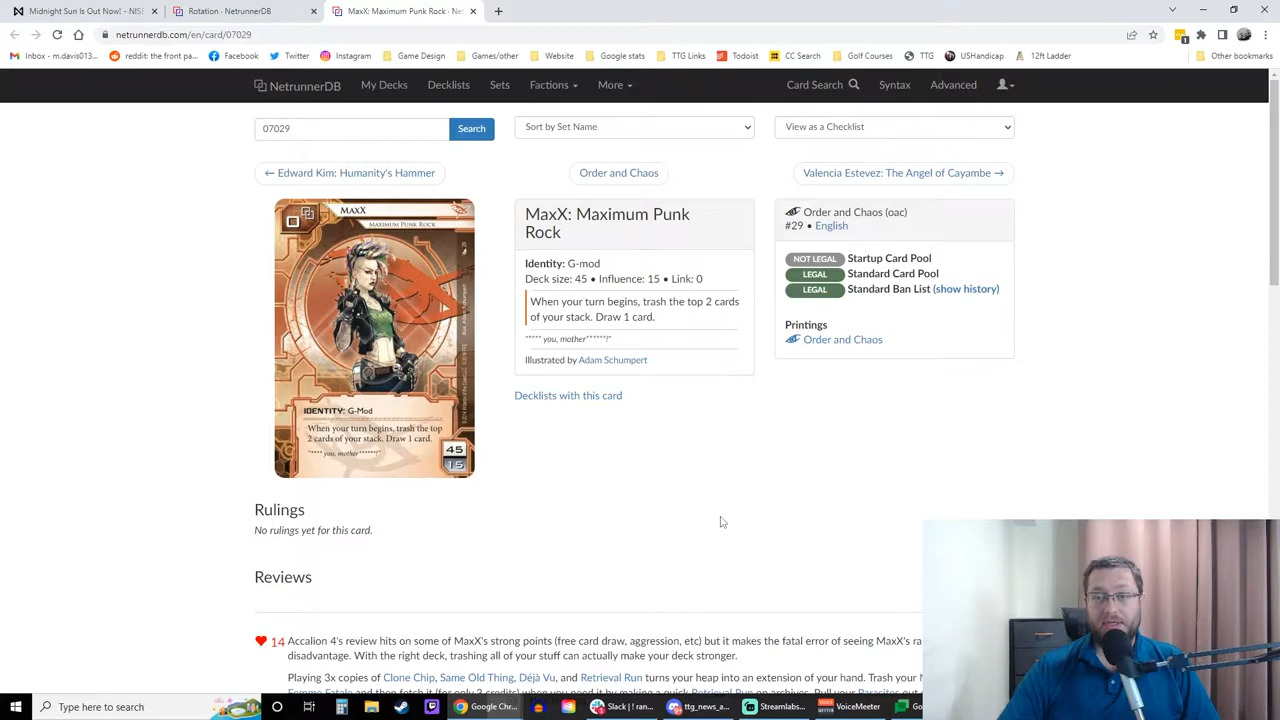 Midnight Sun Is Out Now! - NISE
Rotation · NetrunnerDB
MaxX: Maximum Punk Rock · Net
netrunnerdb.com/en/card/07029
Inbox - m.davis013...
reddit: the front pa...
Facebook
Twitter
Instagram
Game Design
Games/other
Website
Google stats
TTG Links
Todoist
CC Search
Golf Courses
TTG
USHandicap
12ft Ladder
Other bookmarks
NetrunnerDB
My Decks
Decklists
Sets
Factions
More
Card Search
Syntax
Advanced
07029
Search
Sort by Set Name
View as a Checklist
← Edward Kim: Humanity's Hammer
Order and Chaos
Valencia Estevez: The Angel of Cayambe →
MaxX
Maximum Punk Rock
Identity: G-Mod
When your turn begins, trash the top
2 cards of your stack. Draw 1 card.
"**** you, mother******!"
45
15
MaxX: Maximum Punk
Rock
Identity: G-mod
Deck size: 45 • Influence: 15 • Link: 0
When your turn begins, trash the top 2 cards
of your stack. Draw 1 card.
"**** you, mother******!"
Illustrated by Adam Schumpert
Decklists with this card
Order and Chaos (oac)
#29 • English
NOT LEGAL Startup Card Pool
LEGAL Standard Card Pool
LEGAL Standard Ban List (show history)
Printings
Order and Chaos
Rulings
No rulings yet for this card.
Reviews
14 Accalion 4's review hits on some of MaxX's strong points (free card draw, aggression, etc) but it makes the fatal error of seeing MaxX's ra
disadvantage. With the right deck, trashing all of your stuff can actually make your deck stronger.
Playing 3x copies of Clone Chip, Same Old Thing, Déjà Vu, and Retrieval Run turns your heap into an extension of your hand. Trash your
Type here to search
Google Chr...
Slack | ! ran...
ttg_news_a...
Streamlabs...
VoiceMeeter
Go